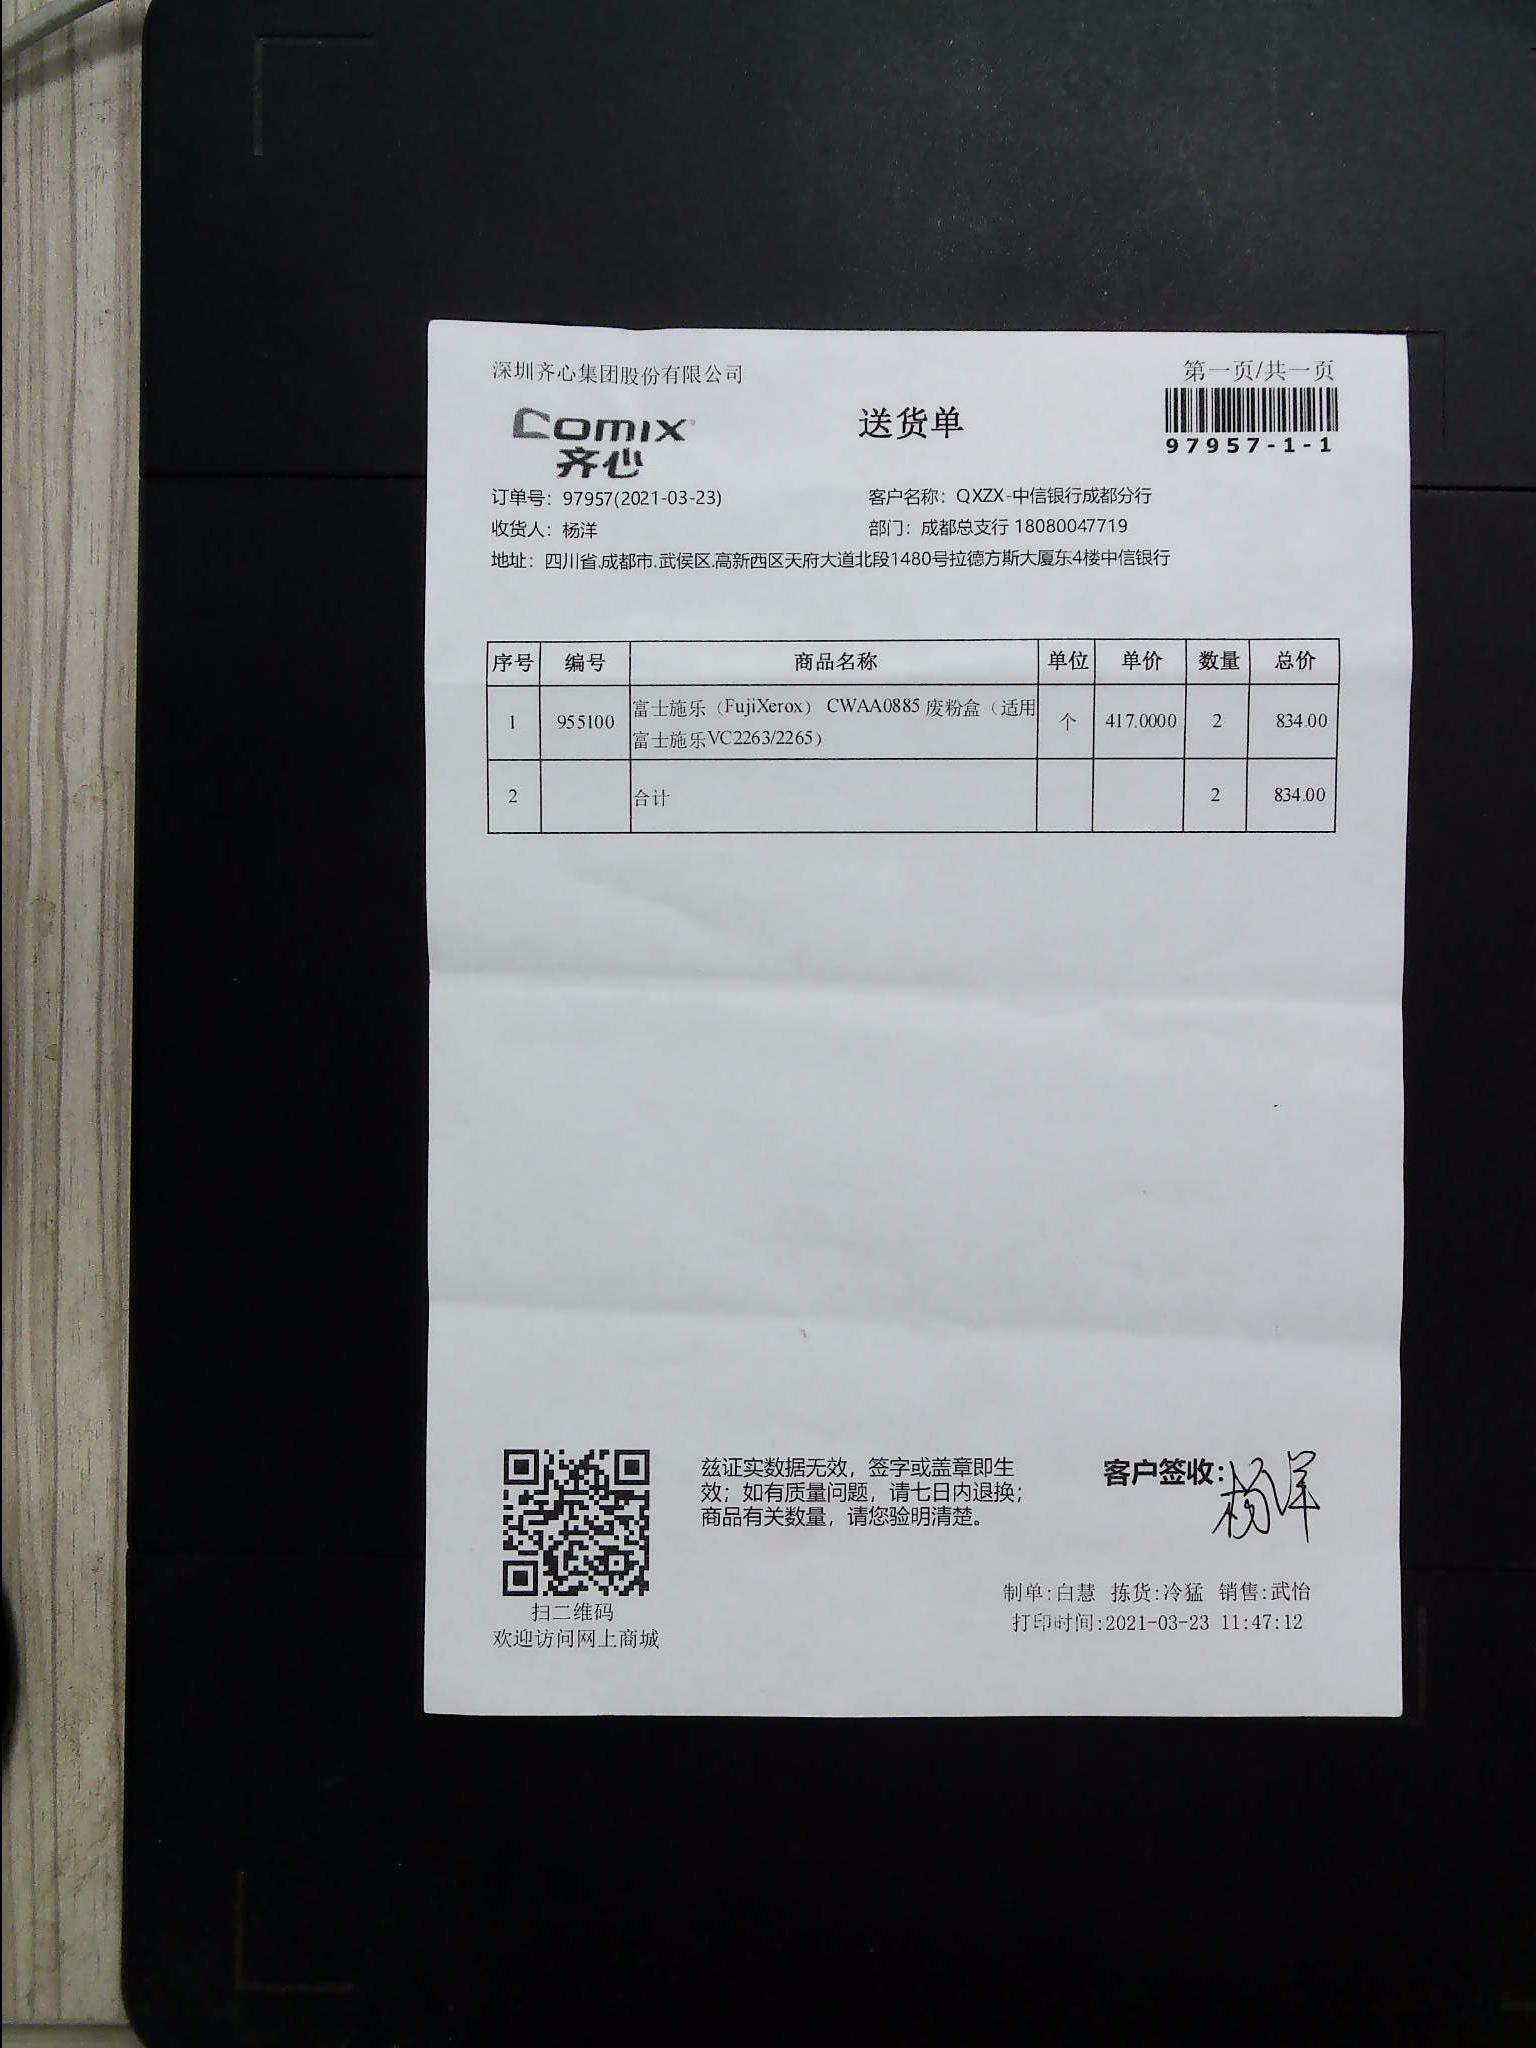 深圳齐心集团股份有限公司
第一页/共一页
Comix
齐心
送货单
97957-1-1
订单号：97957(2021-03-23)
客户名称：QXZX-中信银行成都分行
收货人：杨洋
部门：成都总支行 18080047719
地址：四川省.成都市.武侯区.高新西区天府大道北段1480号拉德方斯大厦东4楼中信银行
序号 编号 商品名称 单位 单价 数量 总价
1 955100 富士施乐（FujiXerox） CWAA0885 废粉盒（适用 个 417.0000 2 834.00
富士施乐VC2263/2265）
2 合计 2 834.00
兹证实数据无效，签字或盖章即生
效；如有质量问题，请七日内退换；
商品有关数量，请您验明清楚。
客户签收：杨洋
扫二维码
欢迎访问网上商城
制单:白慧 拣货:冷猛 销售:武怡
打印时间:2021-03-23 11:47:12